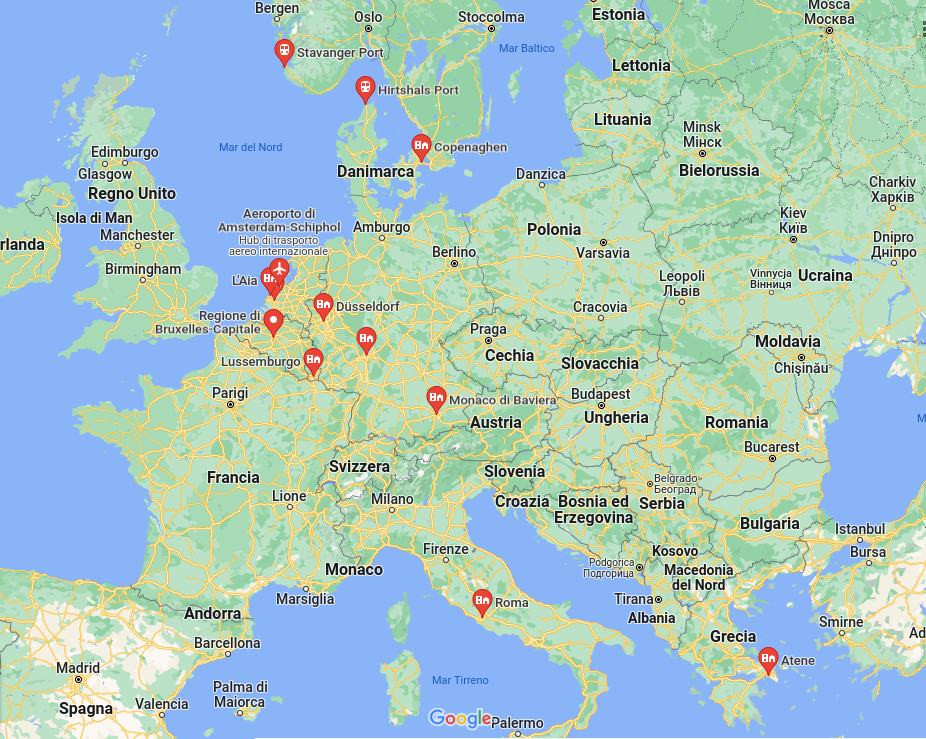 Mosca
Москва
Bergen
Oslo
Stoccolma
Estonia
Mar Baltico
Stavanger Port
Lettonia
Hirtshals Port
Lituania
Minsk
Мінск
Mar del Nord
Copenaghen
Edimburgo
Glasgow
Danimarca
Danzica
Bielorussia
Regno Unito
Charkiv
Харків
Isola di Man
Aeroporto di
Amsterdam-Schiphol
Hub di trasporto
aereo internazionale
Amburgo
Kiev
Київ
Manchester
Polonia
rlanda
Berlino
Varsavia
Dnipro
Дніпро
Birmingham
L'Aia
Leopoli
Львів
Vinnycja
Вінниця
Ucraina
Düsseldorf
Cracovia
Regione di
Bruxelles-Capitale
Praga
Moldavia
Cechia
Lussemburgo
Slovacchia
Chișinău
Parigi
Monaco di Baviera
Budapest
Austria
Ungheria
Romania
M
Bucarest
Svizzera
Slovenia
Francia
Belgrado
Београд
Lione
Milano
Croazia
Bosnia ed
Erzegovina
Serbia
Bulgaria
Istanbul
Firenze
Kosovo
Bursa
Monaco
Podgorica
Подгорица
Macedonia
del Nord
Marsiglia
Roma
Tirana
Andorra
Albania
Smirne
Grecia
Ad
Barcellona
Atene
Madrid
Mar Tirreno
Palma di
Maiorca
Valencia
Spagna
Google
Palermo